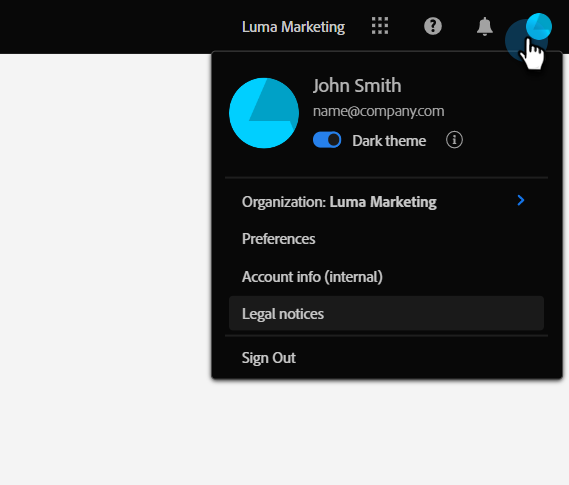 Luma Marketing
John Smith
name@company.com
Dark theme
Organization: Luma Marketing
Preferences
Account info (internal)
Legal notices
Sign Out